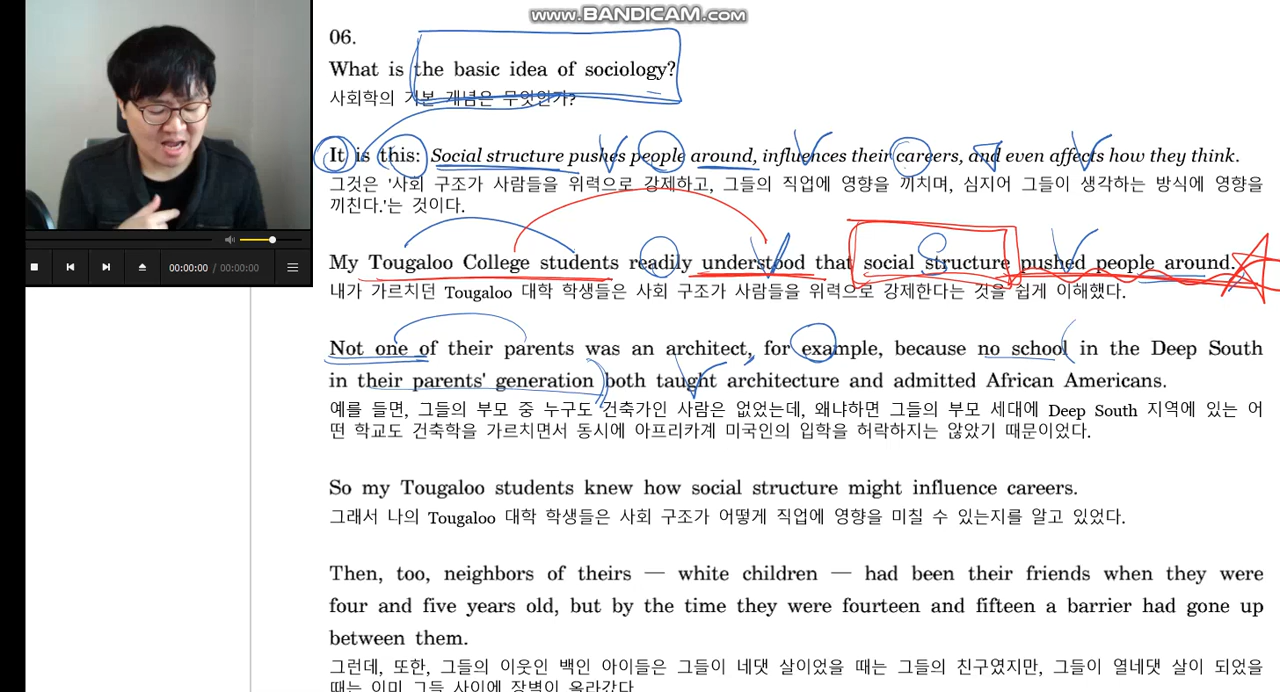 www.BANDICAM.com
06.
What is the basic idea of sociology?
사회학의 기본 개념은 무엇인가?
It is this: Social structure pushes people around, influences their careers, and even affects how they think.
그것은 '사회 구조가 사람들을 위력으로 강제하고, 그들의 직업에 영향을 끼치며, 심지어 그들이 생각하는 방식에 영향을
끼친다.'는 것이다.
My Tougaloo College students readily understood that social structure pushed people around.
내가 가르치던 Tougaloo 대학 학생들은 사회 구조가 사람들을 위력으로 강제한다는 것을 쉽게 이해했다.
Not one of their parents was an architect, for example, because no school in the Deep South
in their parents' generation both taught architecture and admitted African Americans.
예를 들면, 그들의 부모 중 누구도 건축가인 사람은 없었는데, 왜냐하면 그들의 부모 세대에 Deep South 지역에 있는 어
떤 학교도 건축학을 가르치면서 동시에 아프리카계 미국인의 입학을 허락하지는 않았기 때문이었다.
So my Tougaloo students knew how social structure might influence careers.
그래서 나의 Tougaloo 대학 학생들은 사회 구조가 어떻게 직업에 영향을 미칠 수 있는지를 알고 있었다.
Then, too, neighbors of theirs — white children — had been their friends when they were
four and five years old, but by the time they were fourteen and fifteen a barrier had gone up
between them.
그런데, 또한, 그들의 이웃인 백인 아이들은 그들이 네댓 살이었을 때는 그들의 친구였지만, 그들이 열네댓 살이 되었을
때는 이미 그들 사이에 장벽이 올라갔다
00:00:00 / 00:00:00
S